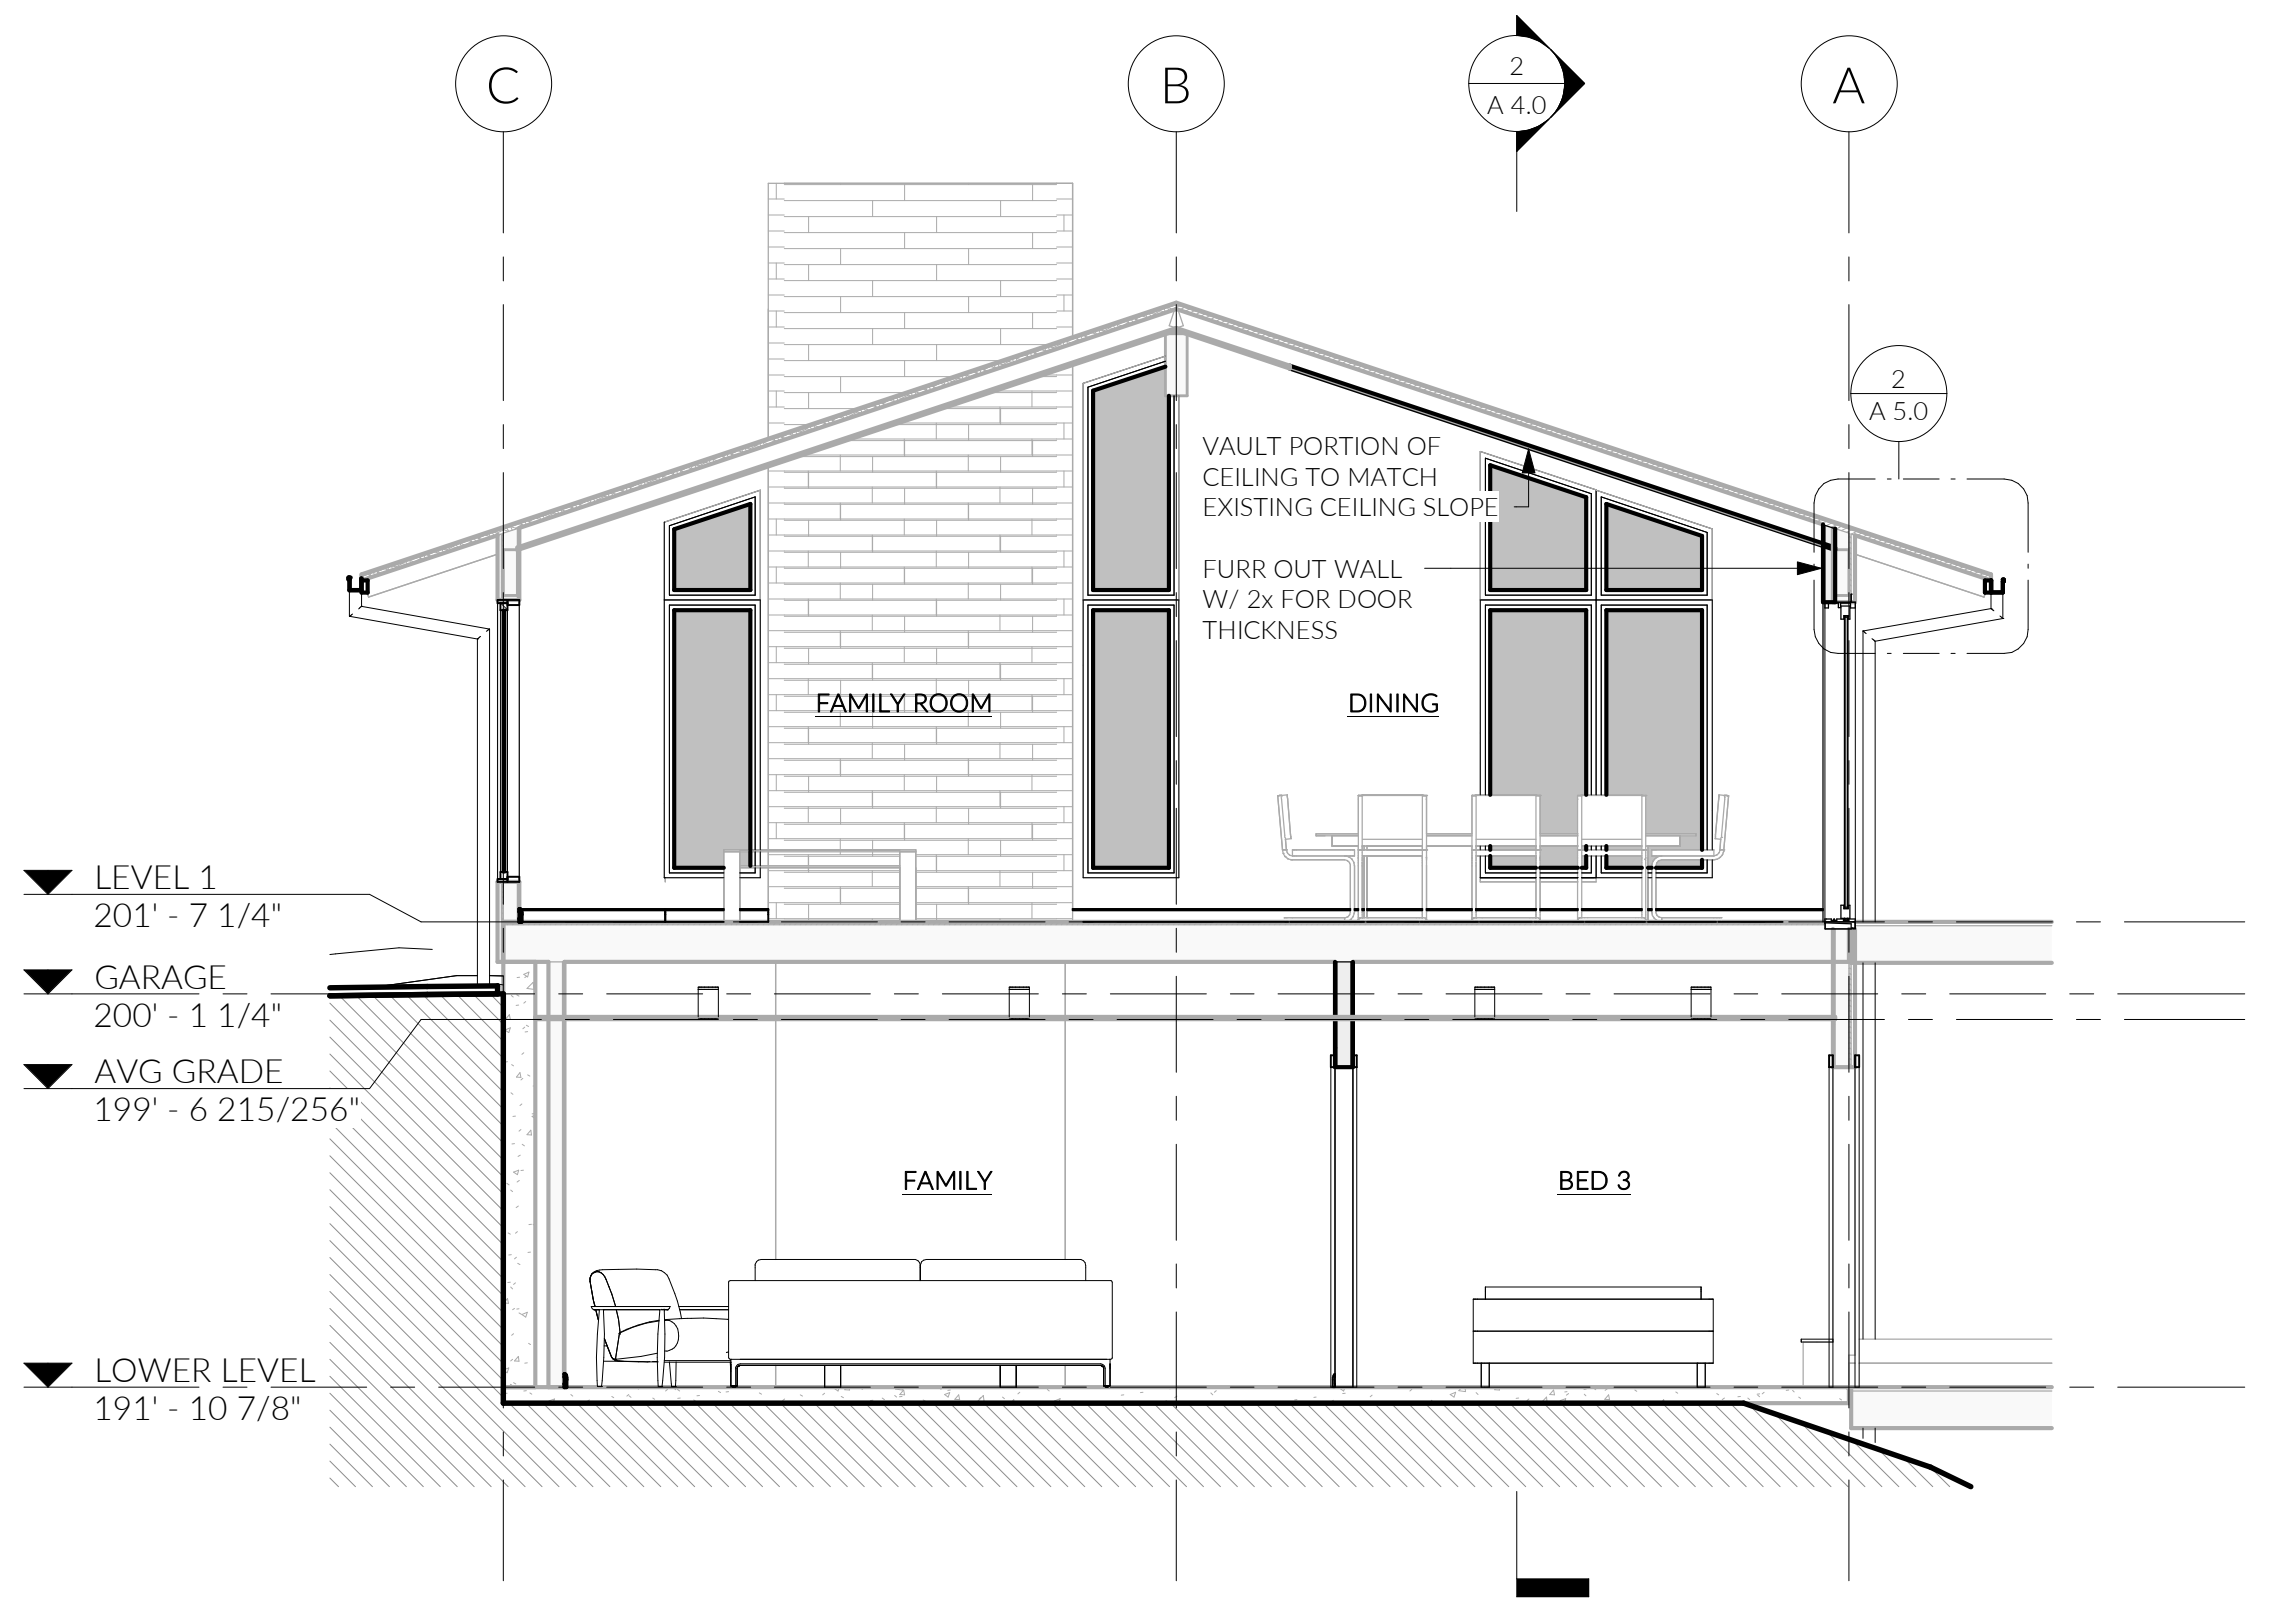 C
B
2
A 4.0
A
2
A 5.0
VAULT PORTION OF
CEILING TO MATCH
EXISTING CEILING SLOPE
FURR OUT WALL
W/ 2x FOR DOOR
THICKNESS
FAMILY ROOM
DINING
LEVEL 1
201' - 7 1/4"
GARAGE
200' - 1 1/4"
AVG GRADE
199' - 6 215/256"
FAMILY
BED 3
LOWER LEVEL
191' - 10 7/8"